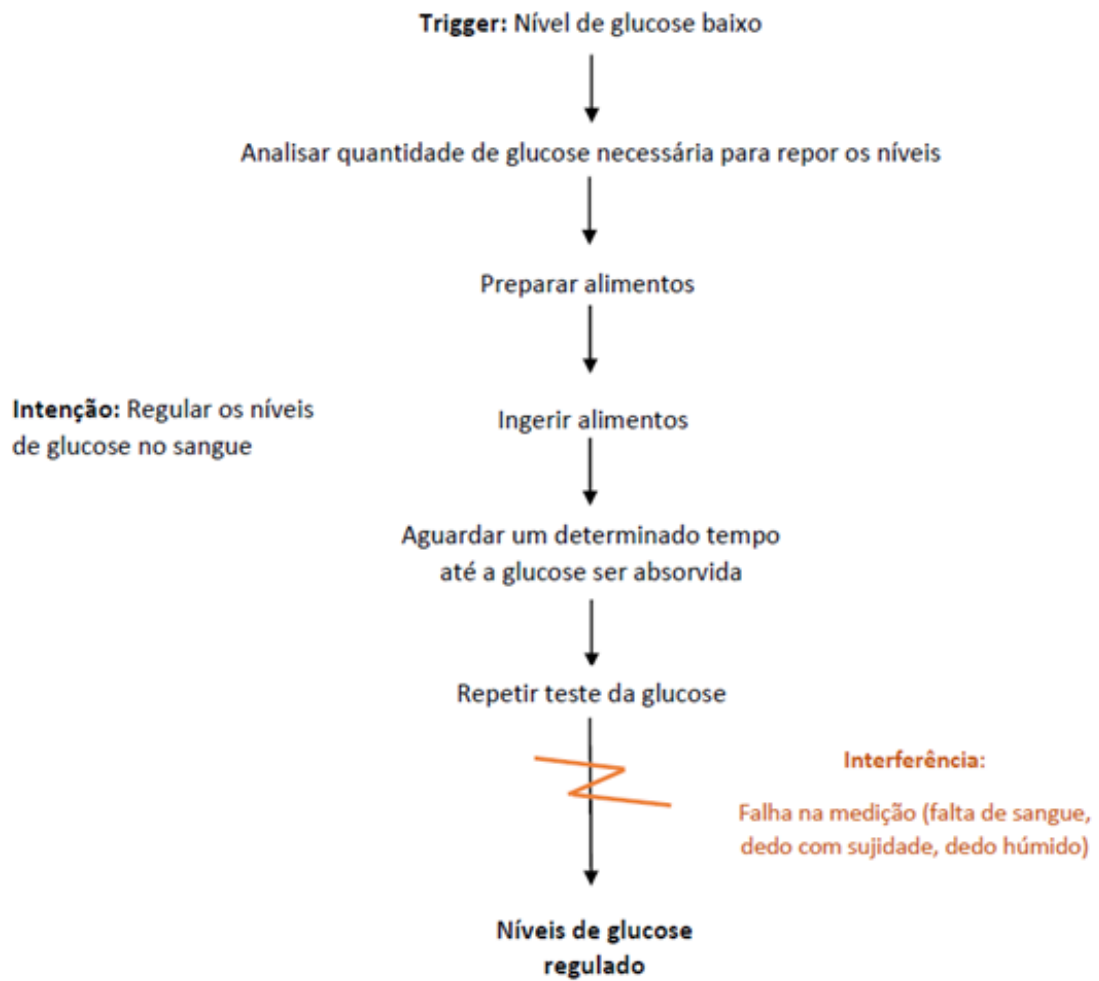 Trigger: Nível de glucose baixo
Analisar quantidade de glucose necessária para repor os níveis
Preparar alimentos
Intenção: Regular os níveis
de glucose no sangue
Ingerir alimentos
Aguardar um determinado tempo
até a glucose ser absorvida
Repetir teste da glucose
Interferência:
Falha na medição (falta de sangue,
dedo com sujidade, dedo húmido)
Níveis de glucose
regulado